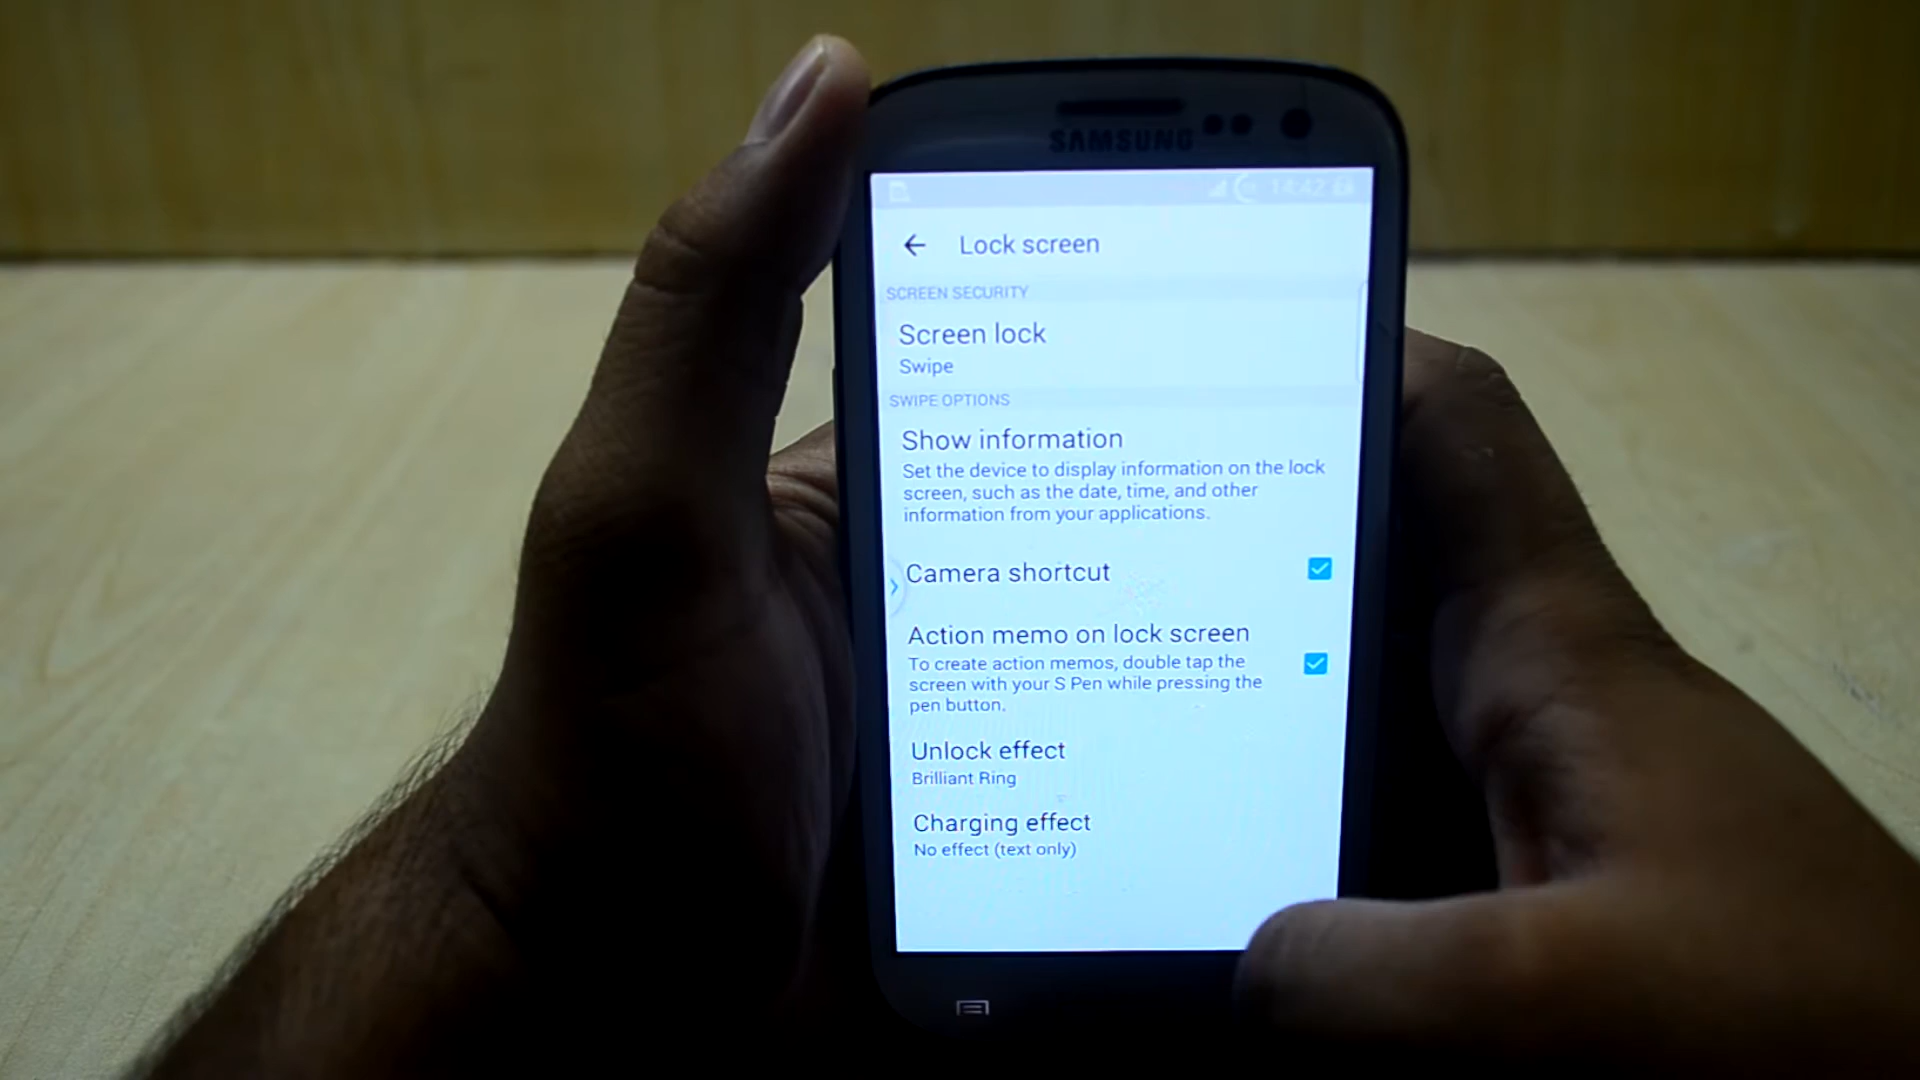 SAMSUNG
14:42
Lock screen
SCREEN SECURITY
Screen lock
Swipe
SWIPE OPTIONS
Show information
Set the device to display information on the lock
screen, such as the date, time, and other
information from your applications.
Camera shortcut
Action memo on lock screen
To create action memos, double tap the
screen with your S Pen while pressing the
pen button.
Unlock effect
Brilliant Ring
Charging effect
No effect (text only)